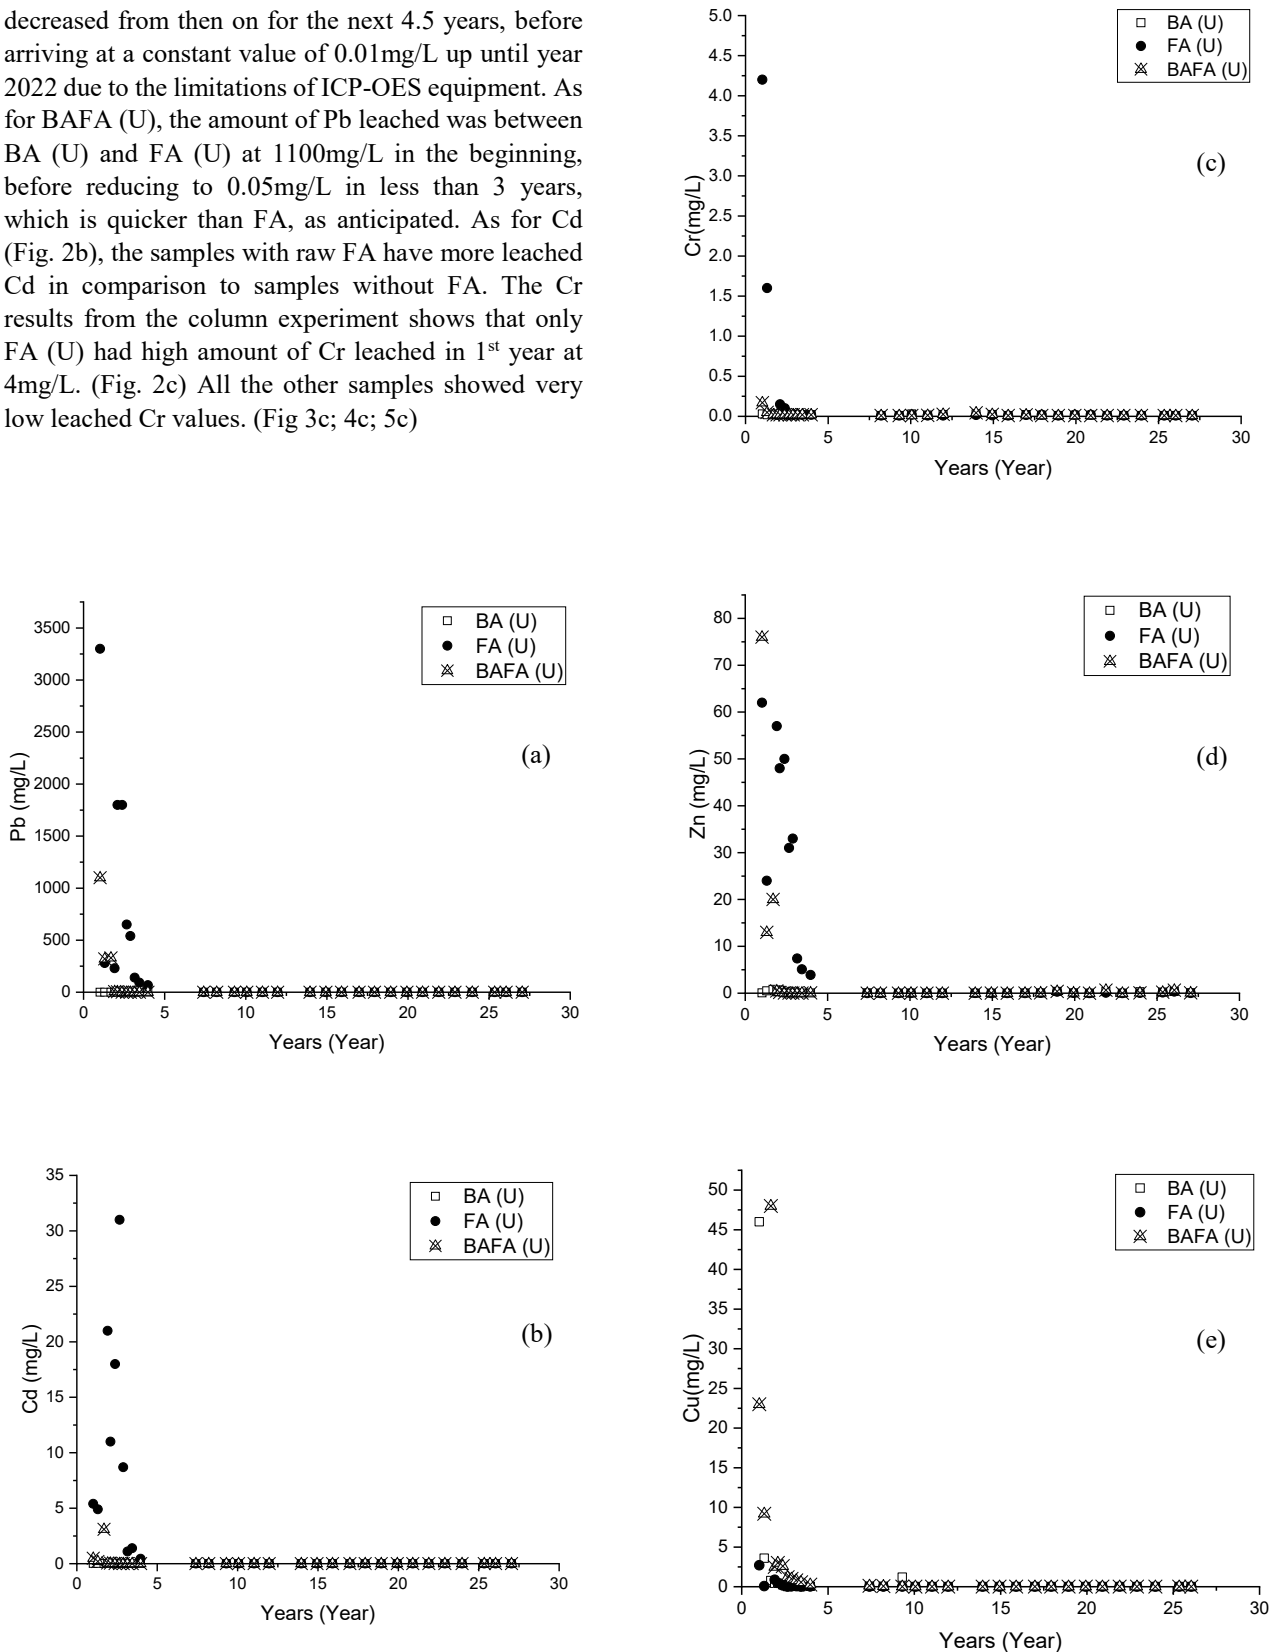 decreased from then on for the next 4.5 years, before
arriving at a constant value of 0.01mg/L up until year
2022 due to the limitations of ICP-OES equipment. As
for BAFA (U), the amount of Pb leached was between
BA (U) and FA (U) at 1100mg/L in the beginning,
before reducing to 0.05mg/L in less than 3 years,
which is quicker than FA, as anticipated. As for Cd
(Fig. 2b), the samples with raw FA have more leached
Cd in comparison to samples without FA. The Cr
results from the column experiment shows that only
FA (U) had high amount of Cr leached in 1st year at
4mg/L. (Fig. 2c) All the other samples showed very
low leached Cr values. (Fig 3c; 4c; 5c)
3500
3000
2500
2000
1500
1000
500
0
Pb (mg/L)
BA (U)
FA (U)
BAFA (U)
(a)
0 5 10 15 20 25 30
Years (Year)
35
30
25
20
15
10
5
0
Cd (mg/L)
BA (U)
FA (U)
BAFA (U)
(b)
0 5 10 15 20 25 30
Years (Year)
5.0
4.5
4.0
3.5
3.0
2.5
2.0
1.5
1.0
0.5
0.0
Cr(mg/L)
BA (U)
FA (U)
BAFA (U)
(c)
0 5 10 15 20 25 30
Years (Year)
80
70
60
50
40
30
20
10
0
Zn (mg/L)
BA (U)
FA (U)
BAFA (U)
(d)
0 5 10 15 20 25 30
Years (Year)
50
45
40
35
30
25
20
15
10
5
0
Cu(mg/L)
BA (U)
FA (U)
BAFA (U)
(e)
0 5 10 15 20 25 30
Years (Year)